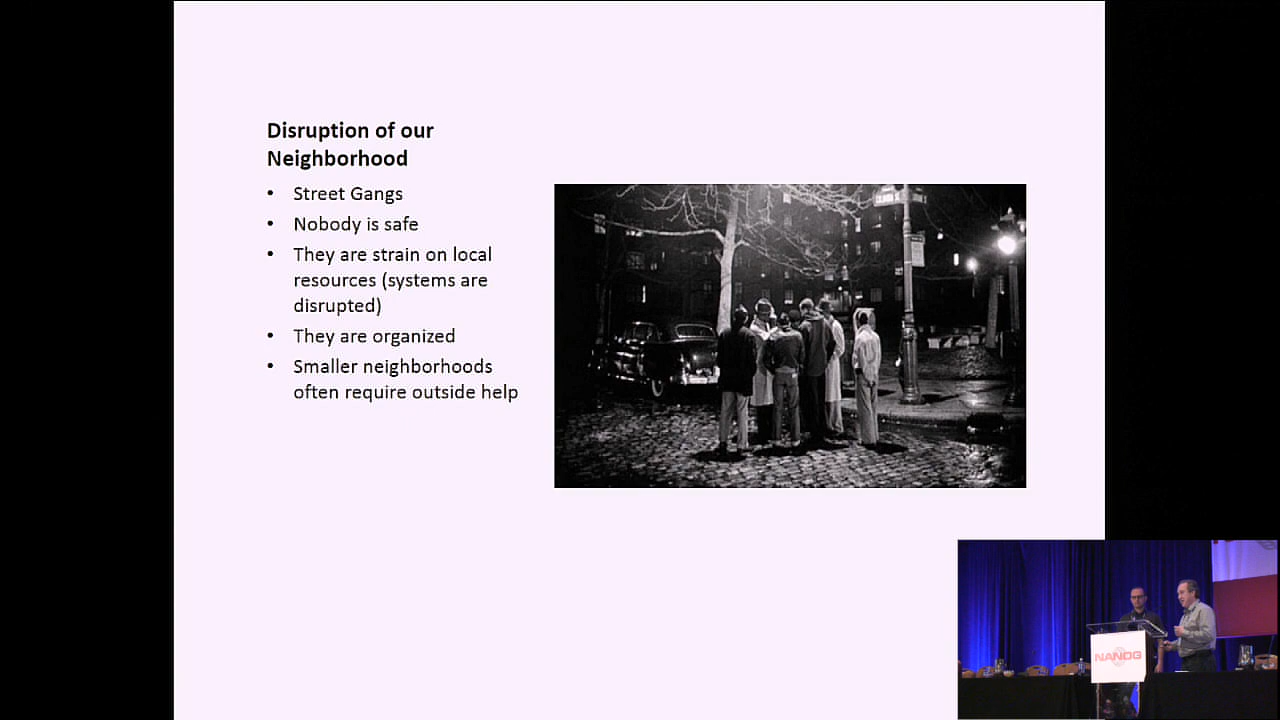 Disruption of our
Neighborhood
• Street Gangs
• Nobody is safe
• They are strain on local
resources (systems are
disrupted)
• They are organized
• Smaller neighborhoods
often require outside help
NANOG